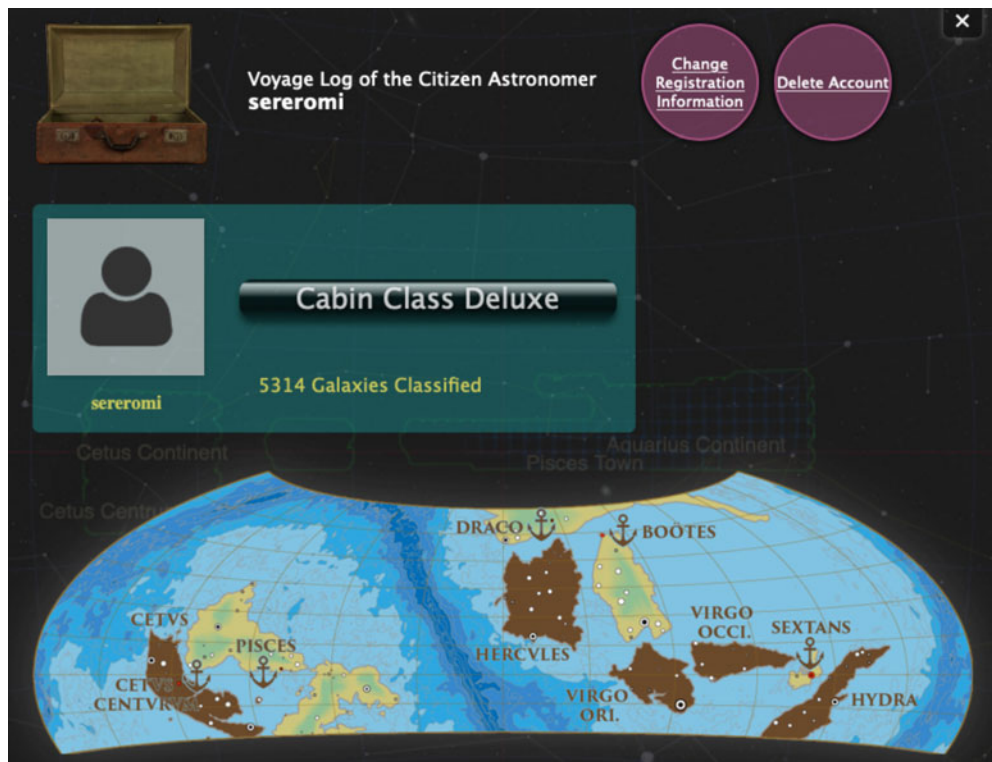 ×
Voyage Log of the Citizen Astronomer
sereromi
Change
Registration
Information
Delete Account
Cabin Class Deluxe
5314 Galaxies Classified
sereromi
Cetus Continent
Aquarius Continent
Pisces Town
DRACO
BOÖTES
CETVS
PISCES
HERCVLES
VIRGO
OCCI.
SEXTANS
CETVS
CENTVRVM
VIRGO
ORI.
HYDRA